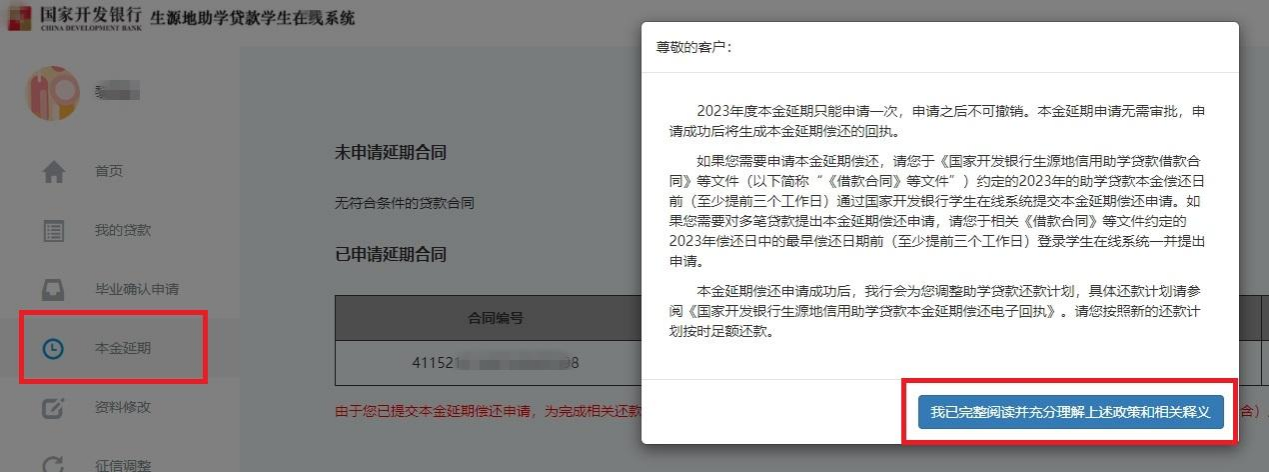 国家开发银行 生源地助学贷款学生在线系统
CHINA DEVELOPMENT BANK
首页
我的贷款
毕业确认申请
本金延期
资料修改
征信调整
未申请延期合同
无符合条件的贷款合同
已申请延期合同
合同编号
41152 8
由于您已提交本金延期偿还申请，为完成相关还款
含）
尊敬的客户：
2023年度本金延期只能申请一次，申请之后不可撤销。本金延期申请无需审批，申
请成功后将生成本金延期偿还的回执。
如果您需要申请本金延期偿还，请您于《国家开发银行生源地信用助学贷款借款合
同》等文件（以下简称“《借款合同》等文件”）约定的2023年的助学贷款本金偿还日
前（至少提前三个工作日）通过国家开发银行学生在线系统提交本金延期偿还申请。如
果您需要对多笔贷款提出本金延期偿还申请，请您于相关《借款合同》等文件约定的
2023年偿还日中的最早偿还日期前（至少提前三个工作日）登录学生在线系统一并提出
申请。
本金延期偿还申请成功后，我行会为您调整助学贷款还款计划，具体还款计划请参
阅《国家开发银行生源地信用助学贷款本金延期偿还电子回执》。请您按照新的还款计
划按时足额还款。
我已完整阅读并充分理解上述政策和相关释义